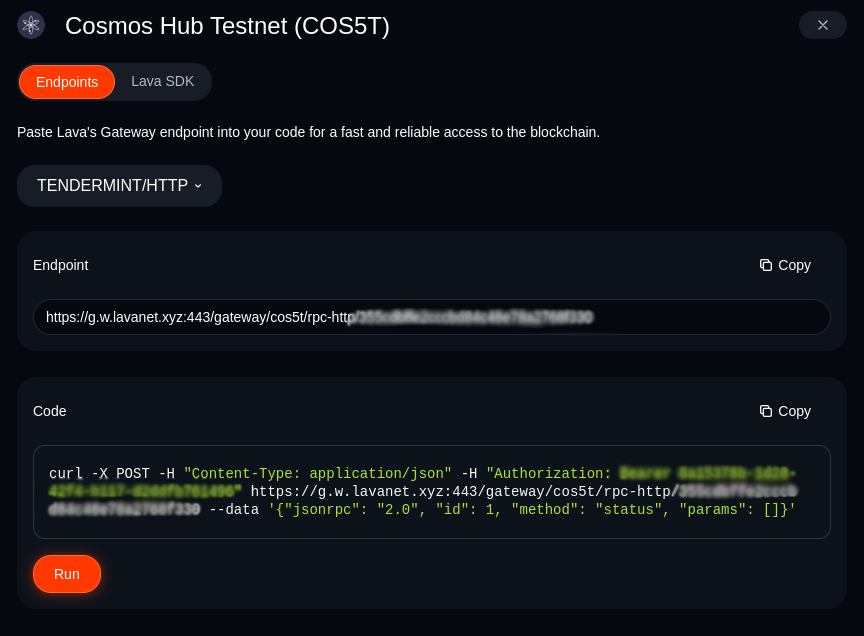 Cosmos Hub Testnet (COS5T)
Endpoints
Lava SDK
Paste Lava's Gateway endpoint into your code for a fast and reliable access to the blockchain.
TENDERMINT/HTTP
Endpoint
Copy
https://g.w.lavanet.xyz:443/gateway/cos5t/rpc-http/
Code
Copy
curl -X POST -H "Content-Type: application/json" -H "Authorization:
https://g.w.lavanet.xyz:443/gateway/cos5t/rpc-http/
--data '{"jsonrpc": "2.0", "id": 1, "method": "status", "params": []}'
Run